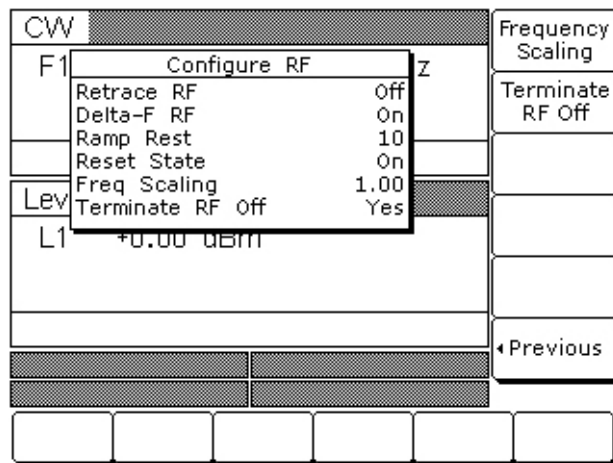 CW
F1
z
Configure RF
Retrace RF Off
Delta-F RF On
Ramp Rest 10
Reset State On
Freq Scaling 1.00
Terminate RF Off Yes
Lev
L1 +0.00 dBm
Frequency
Scaling
Terminate
RF Off
Previous